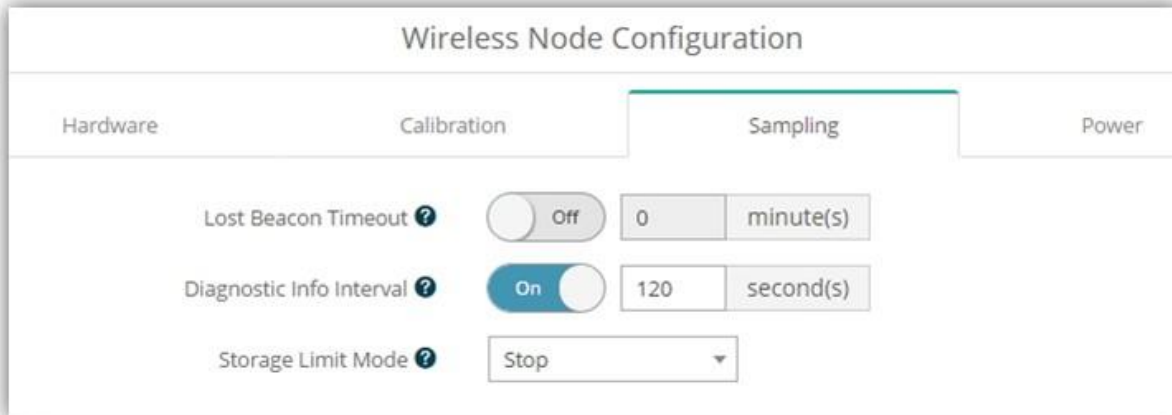 Wireless Node Configuration
Hardware Calibration Sampling Power
Lost Beacon Timeout ? Off 0 minute(s)
Diagnostic Info Interval ? On 120 second(s)
Storage Limit Mode ? Stop